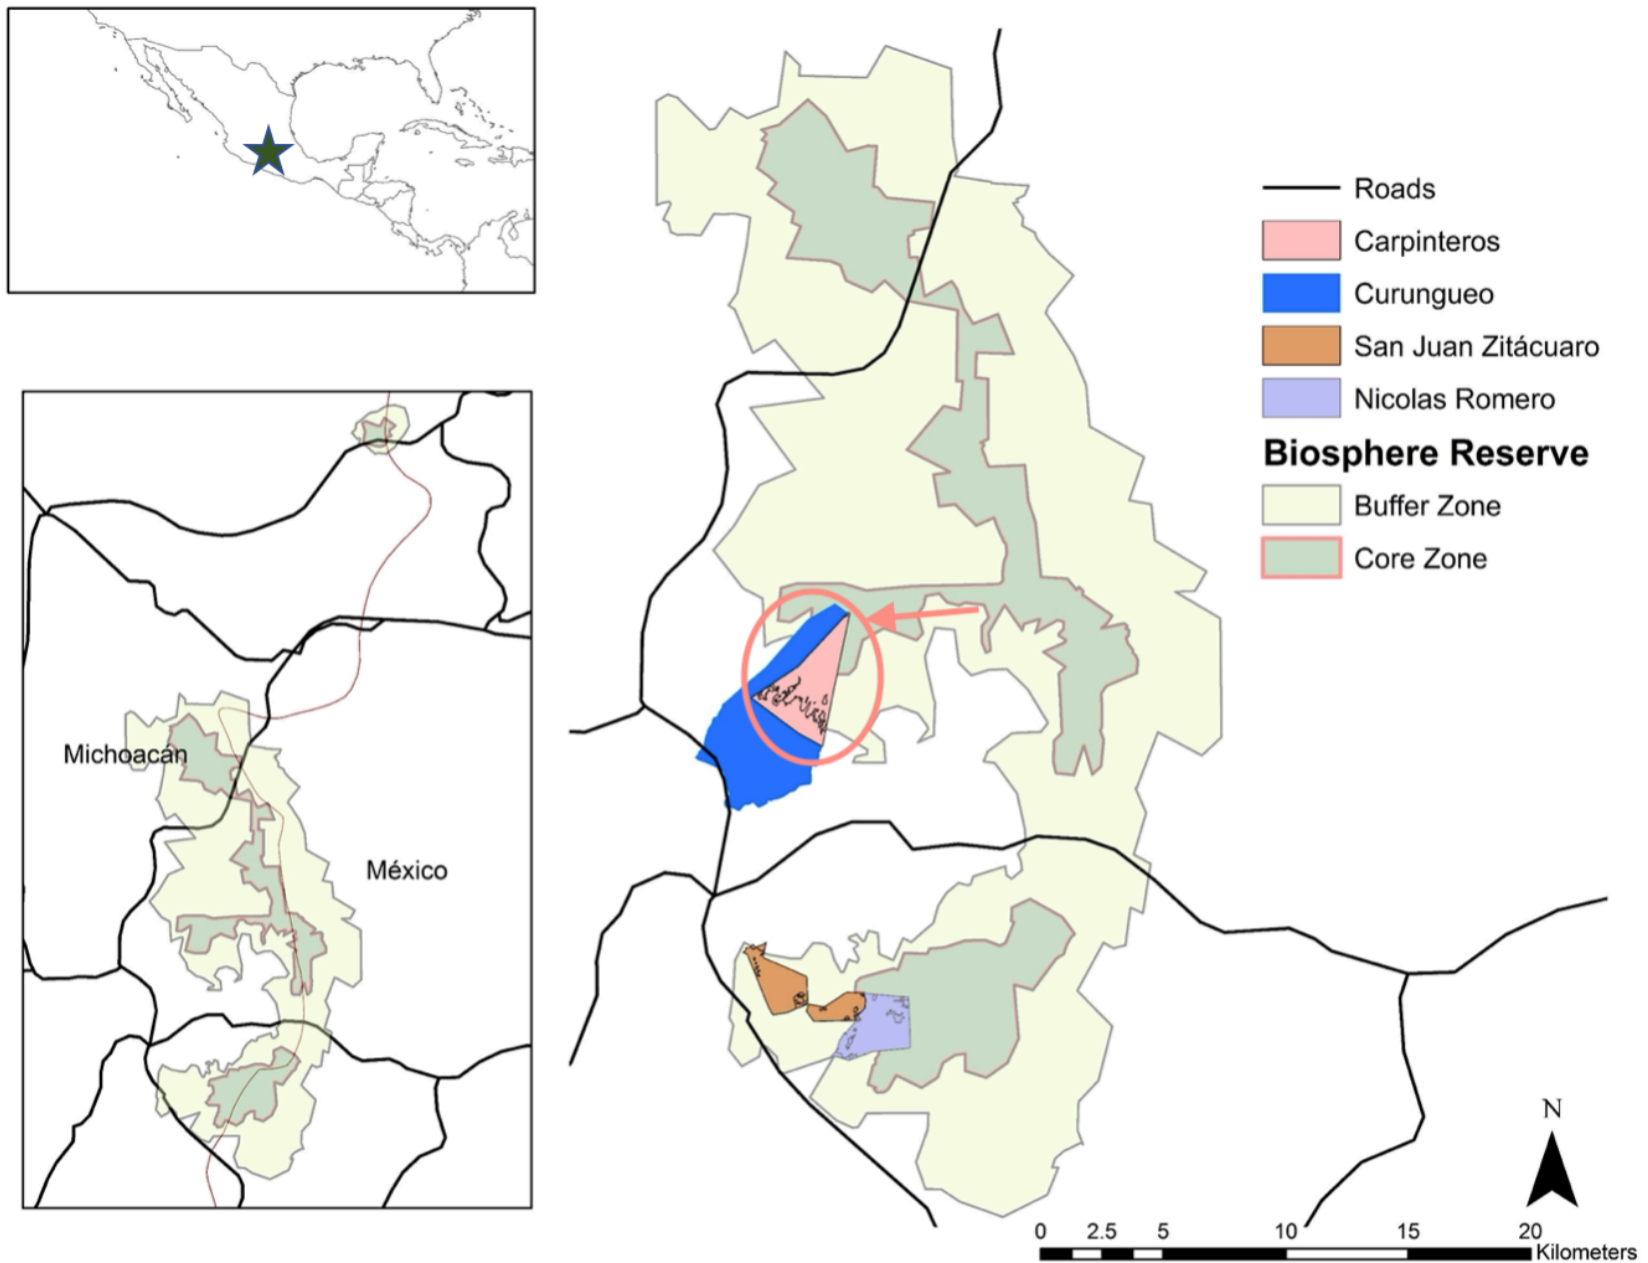 Roads
Carpinteros
Curungueo
San Juan Zitácuaro
Nicolas Romero
Biosphere Reserve
Buffer Zone
Core Zone
Michoacán
México
N
0 2.5 5 10 15 20
Kilometers